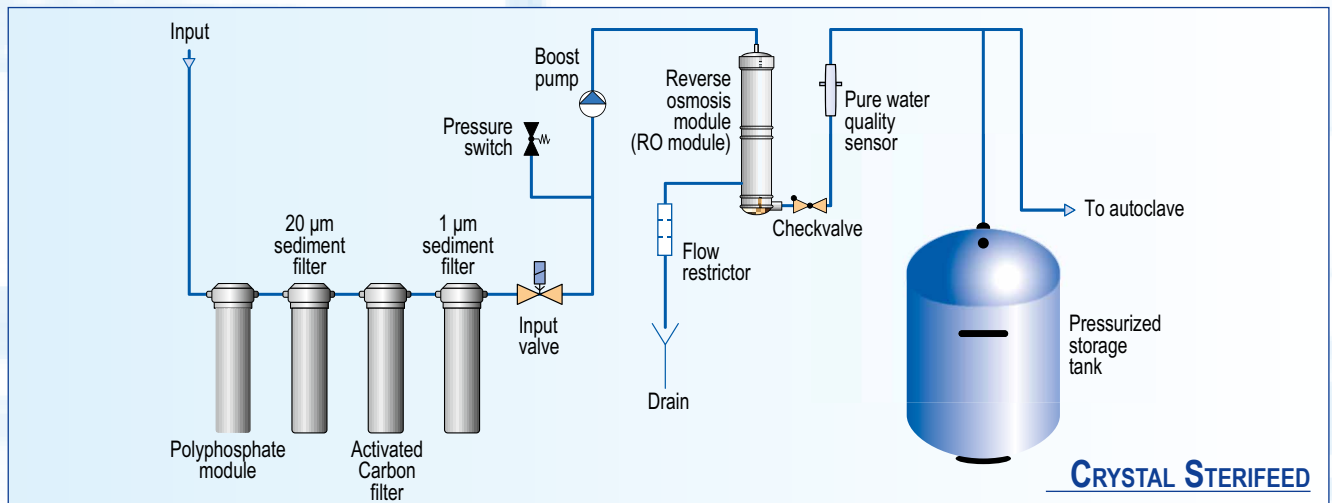 Input
Boost
pump
Pressure
switch
Reverse
osmosis
module
(RO module)
Pure water
quality
sensor
To autoclave
Checkvalve
20 µm
sediment
filter
1 µm
sediment
filter
Flow
restrictor
Input
valve
Pressurized
storage
tank
Drain
Polyphosphate
module
Activated
Carbon
filter
CRYSTAL STERIFEED